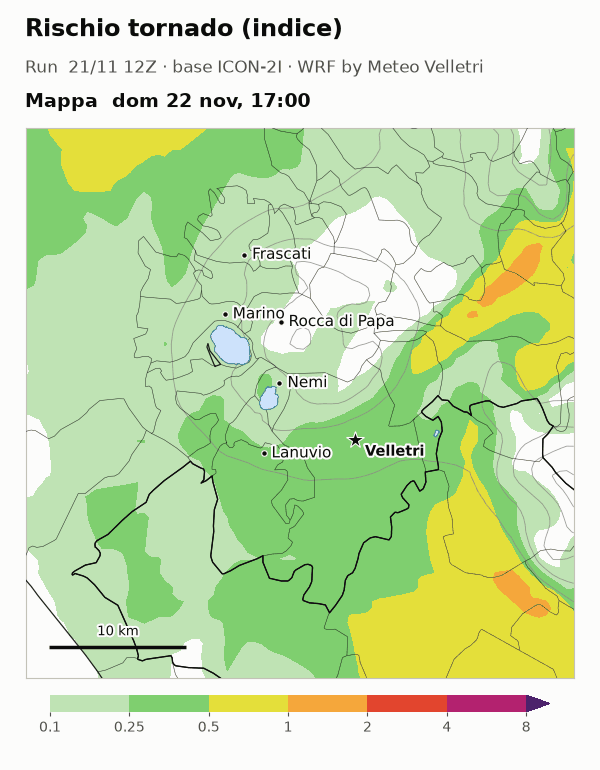 Rischio tornado (indice)
Run  21/11 12Z · base ICON-2I · WRF by Meteo Velletri
Mappa  dom 22 nov, 17:00
Frascati
Marino
Rocca di Papa
Nemi
Velletri
Lanuvio
10 km
0.1 0.25 0.5 1 2 4 8